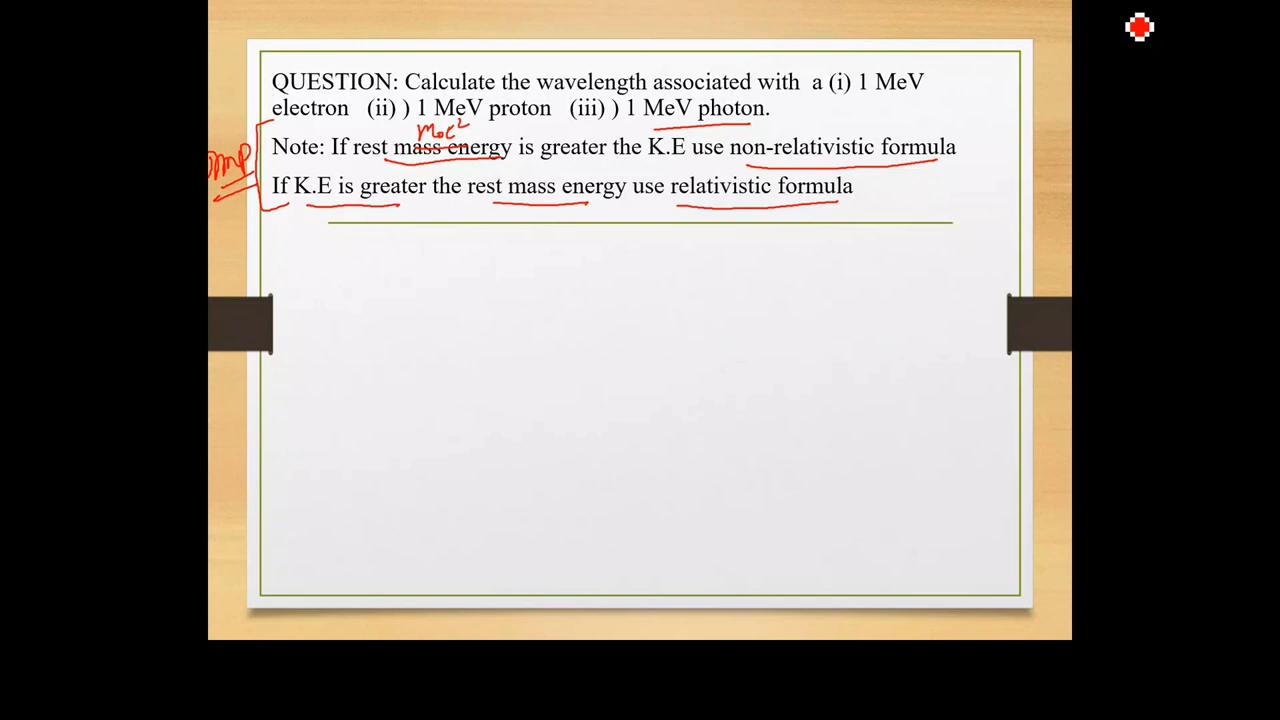 QUESTION: Calculate the wavelength associated with a (i) 1 MeV
electron (ii) ) 1 MeV proton (iii) ) 1 MeV photon.
m₀c²
Note: If rest mass energy is greater the K.E use non-relativistic formula
Imp
If K.E is greater the rest mass energy use relativistic formula